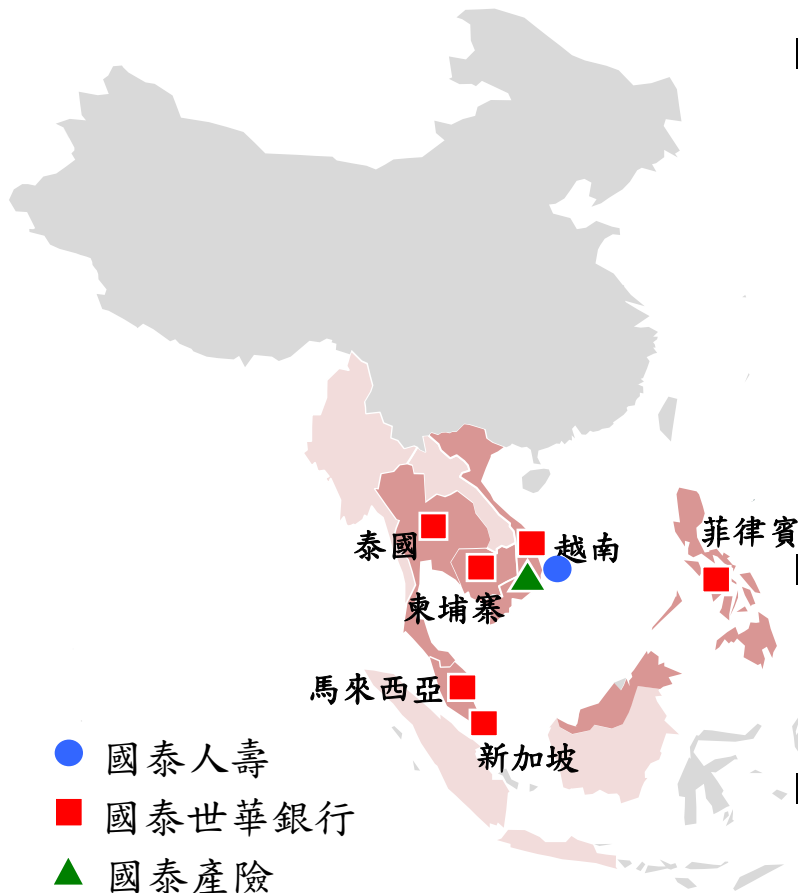 菲律賓
泰國
越南
柬埔寨
馬來西亞
新加坡
國泰人壽
國泰世華銀行
國泰產險